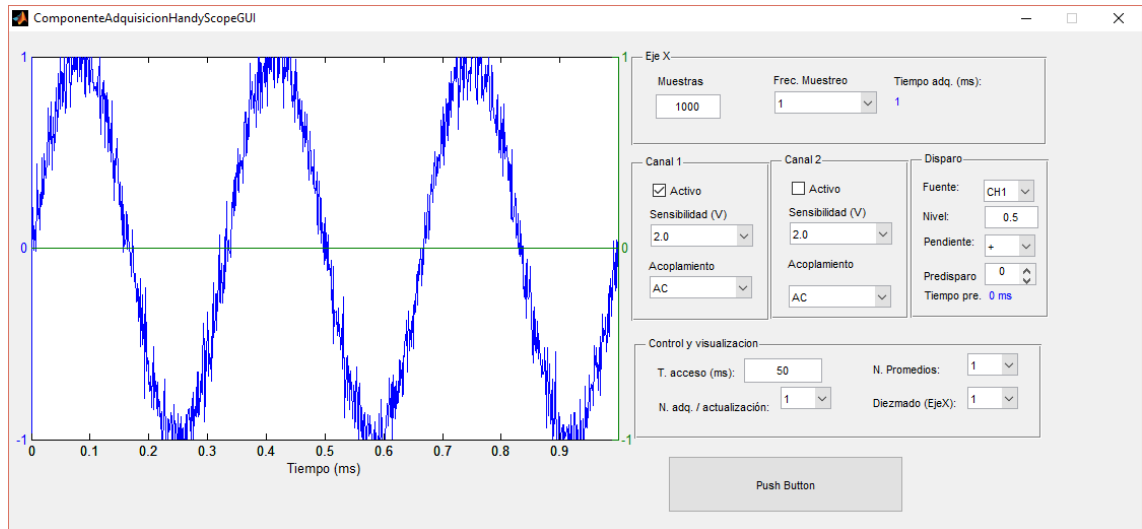 ComponenteAdquisicionHandyScopeGUI
1
0
-1
1
0
-1
0 0.1 0.2 0.3 0.4 0.5 0.6 0.7 0.8 0.9
Tiempo (ms)
Eje X
Muestras Frec. Muestreo Tiempo adq. (ms):
1000 1 1
Canal 1
Activo
Sensibilidad (V)
2.0
Acoplamiento
AC
Canal 2
Activo
Sensibilidad (V)
2.0
Acoplamiento
AC
Disparo
Fuente: CH1
Nivel: 0.5
Pendiente: +
Predisparo 0
Tiempo pre. 0 ms
Control y visualizacion
T. acceso (ms): 50 N. Promedios: 1
N. adq. / actualización: 1 Diezmado (EjeX): 1
Push Button